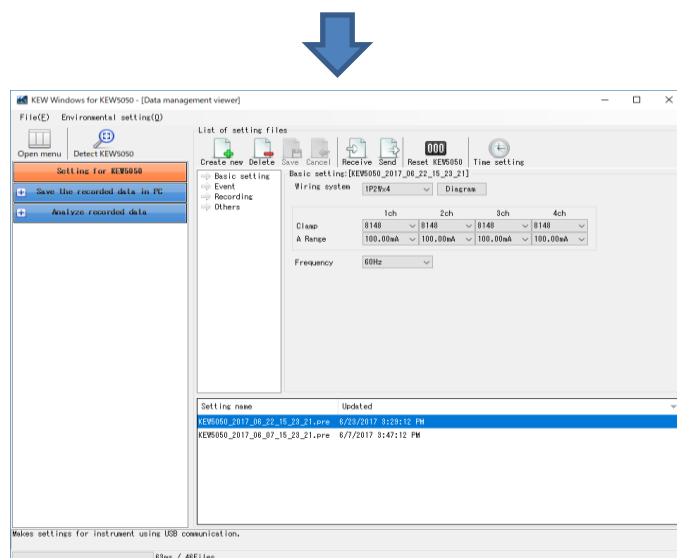 KEW Windows for KEW5050 - [Data management viewer]
File(F) Environmental setting(O)
Open menu Detect KEW5050
Setting for KEW5050
Save the recorded data in PC
Analyze recorded data
List of setting files
Create new Delete Save Cancel Receive Send Reset KEW5050 Time setting
000
Basic setting
Event
Recording
Others
Basic setting:[KEW5050_2017_06_22_15_23_21]
Wiring system 1P2Wx4 Diagram
1ch 2ch 3ch 4ch
Clamp 8148 8148 8148 8148
A Range 100.00mA 100.00mA 100.00mA 100.00mA
Frequency 60Hz
Setting name Updated
KEW5050_2017_06_22_15_23_21.pre 6/23/2017 3:29:12 PM
KEW5050_2017_06_07_15_23_21.pre 6/7/2017 3:47:12 PM
Makes settings for instrument using USB communication.
63ms / 46Files